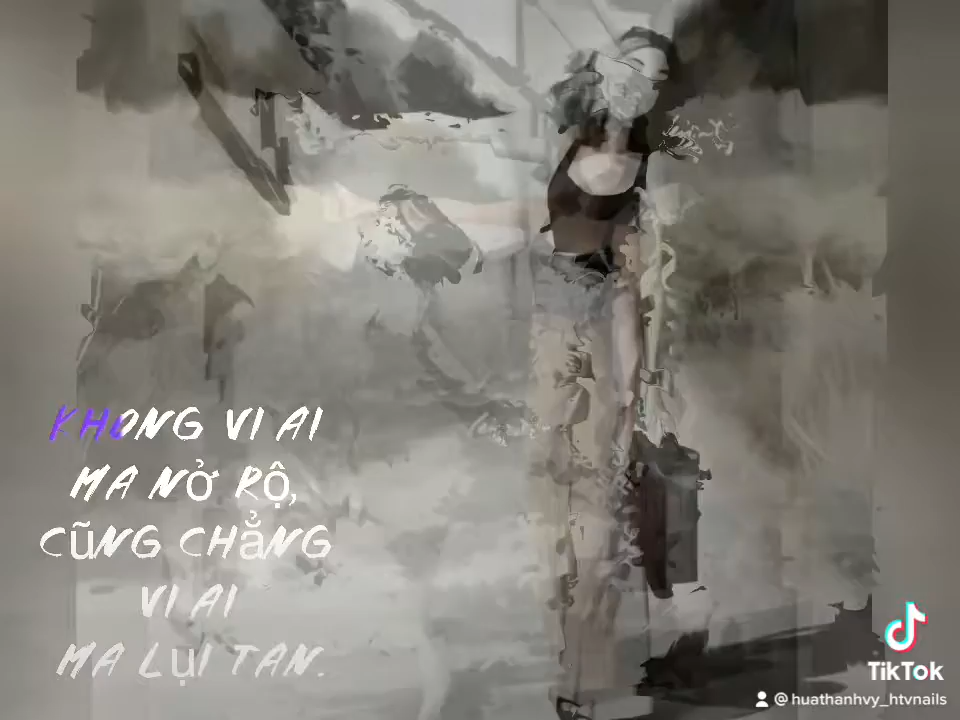 KHONG VI AI
MA NỞ RỘ,
CŨNG CHẲNG
VI AI
MA LỤI TAN.
TikTok
@huathanhvy_htvnails